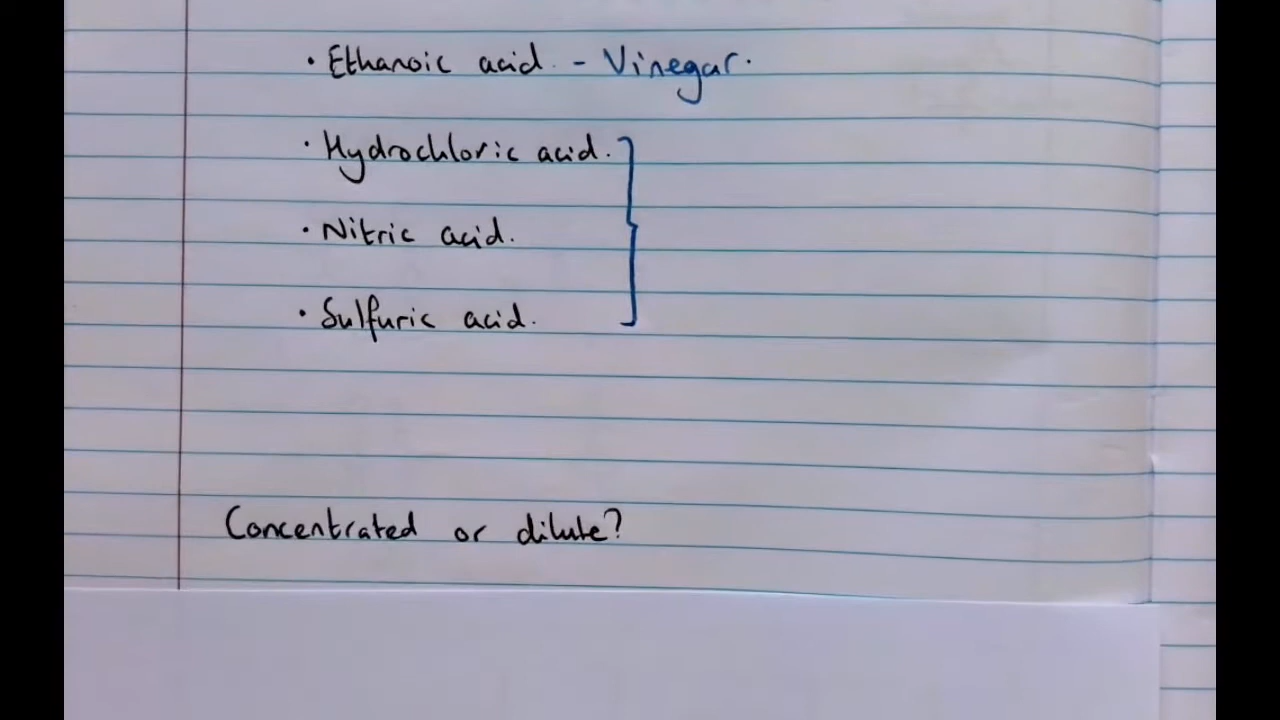 · Ethanoic acid. - Vinegar.
· Hydrochloric acid.
· Nitric acid.
· Sulfuric acid.
Concentrated or dilute?